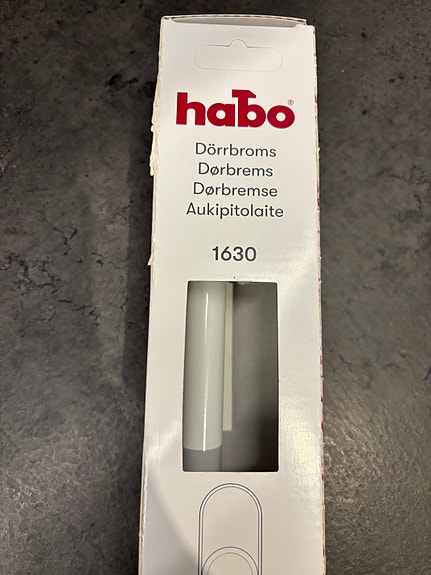 habo®
Dörrbroms
Dørbrems
Dørbremse
Aukipitolaite
1630